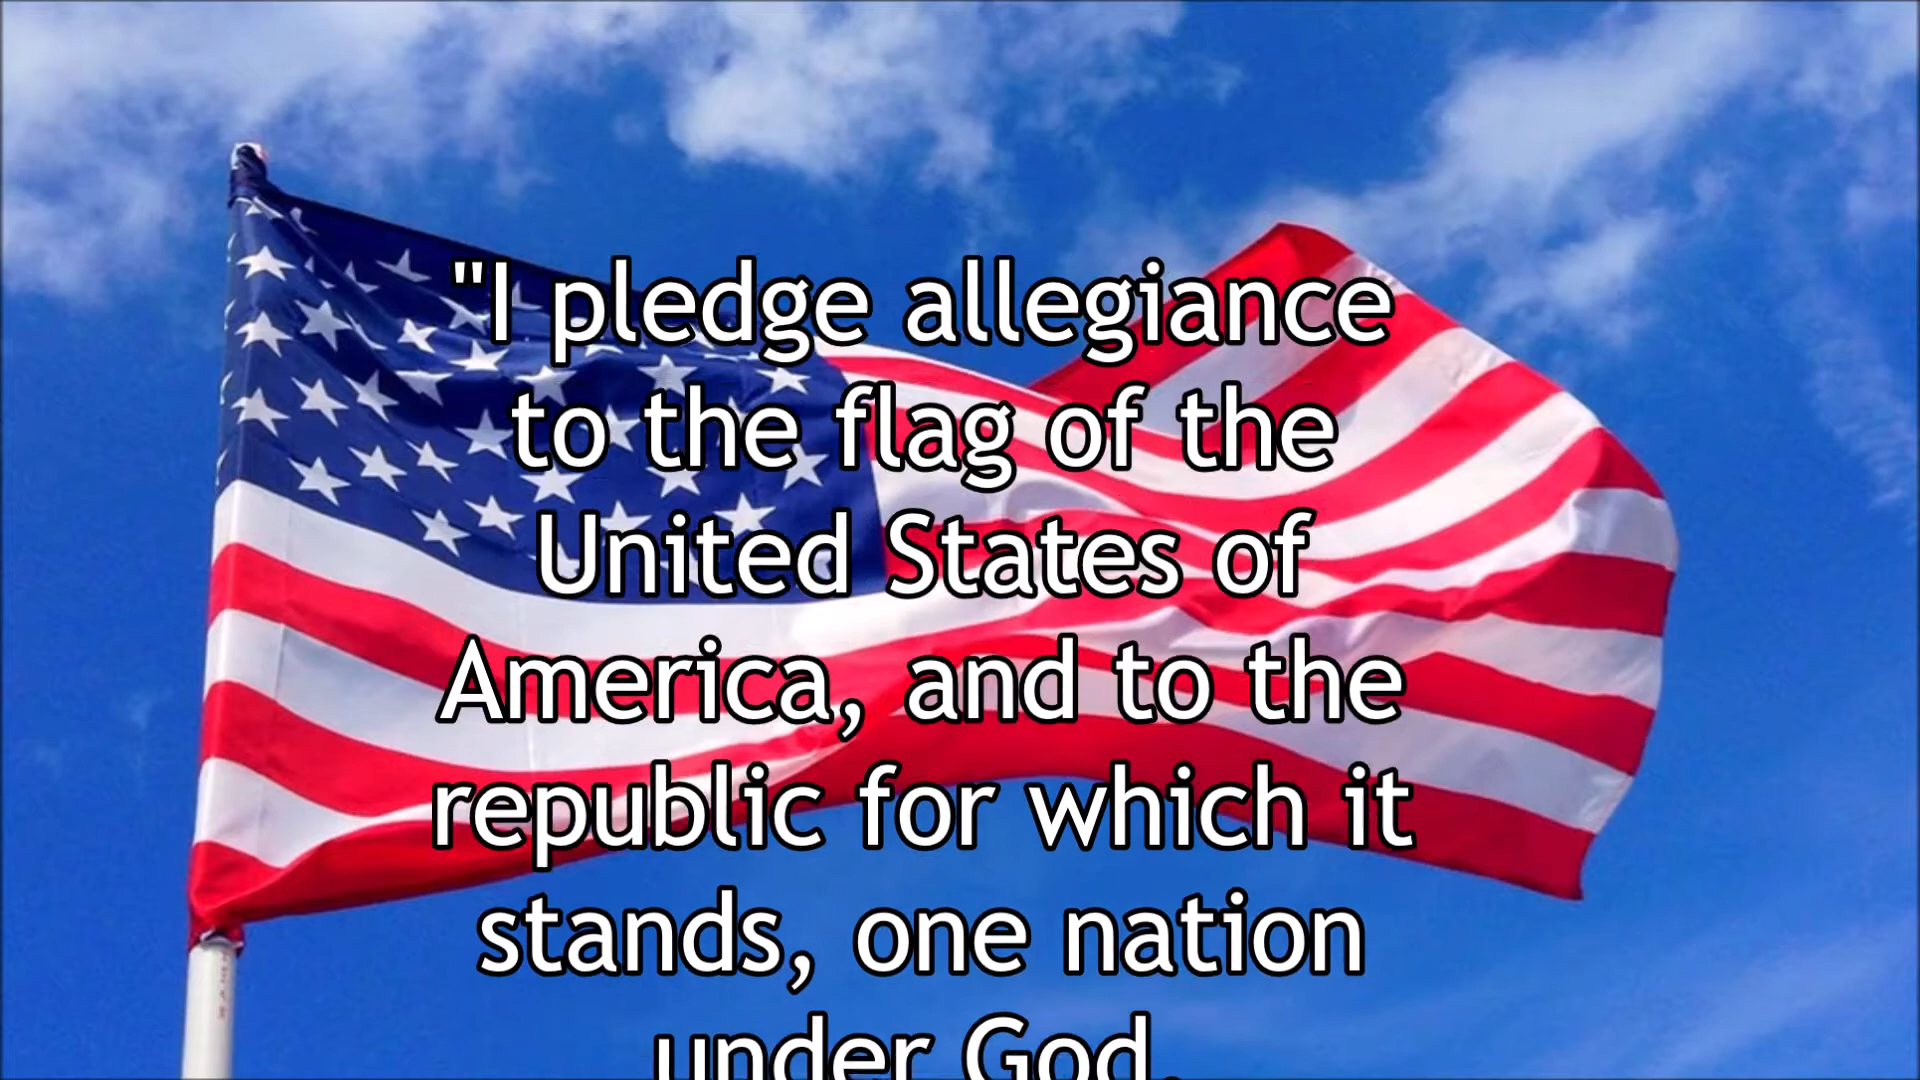 "I pledge allegiance
to the flag of the
United States of
America, and to the
republic for which it
stands, one nation
under God,